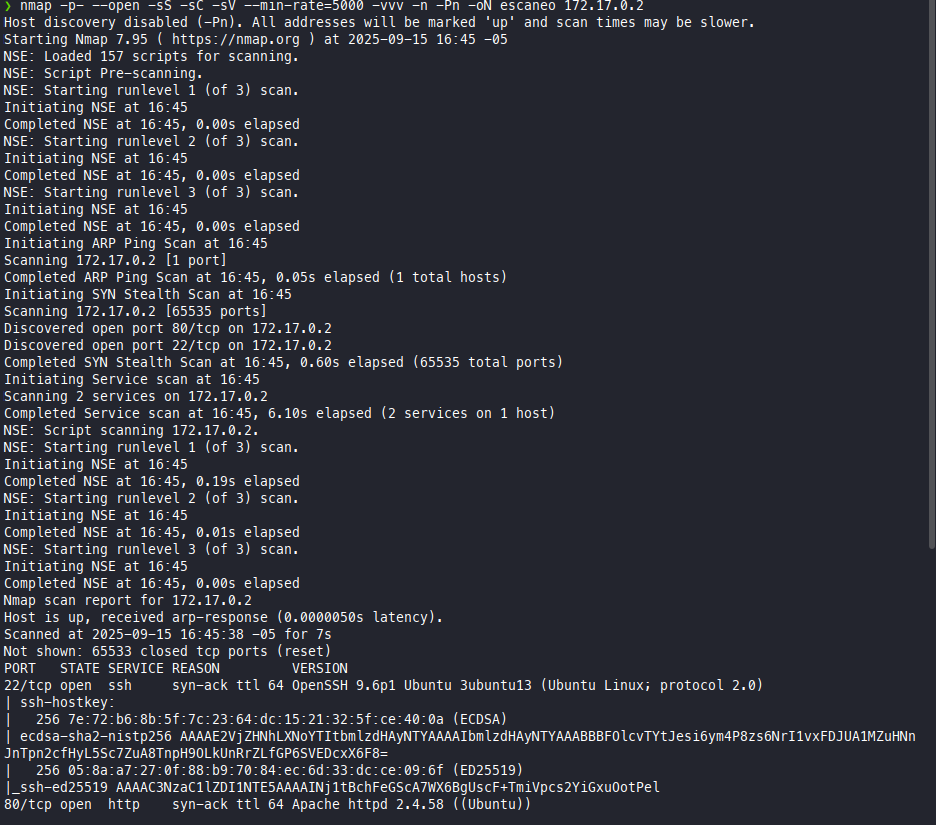 ❯ nmap -p- --open -sS -sC -sV --min-rate=5000 -vvv -n -Pn -oN escaneo 172.17.0.2
Host discovery disabled (-Pn). All addresses will be marked 'up' and scan times may be slower.
Starting Nmap 7.95 ( https://nmap.org ) at 2025-09-15 16:45 -05
NSE: Loaded 157 scripts for scanning.
NSE: Script Pre-scanning.
NSE: Starting runlevel 1 (of 3) scan.
Initiating NSE at 16:45
Completed NSE at 16:45, 0.00s elapsed
NSE: Starting runlevel 2 (of 3) scan.
Initiating NSE at 16:45
Completed NSE at 16:45, 0.00s elapsed
NSE: Starting runlevel 3 (of 3) scan.
Initiating NSE at 16:45
Completed NSE at 16:45, 0.00s elapsed
Initiating ARP Ping Scan at 16:45
Scanning 172.17.0.2 [1 port]
Completed ARP Ping Scan at 16:45, 0.05s elapsed (1 total hosts)
Initiating SYN Stealth Scan at 16:45
Scanning 172.17.0.2 [65535 ports]
Discovered open port 80/tcp on 172.17.0.2
Discovered open port 22/tcp on 172.17.0.2
Completed SYN Stealth Scan at 16:45, 0.60s elapsed (65535 total ports)
Initiating Service scan at 16:45
Scanning 2 services on 172.17.0.2
Completed Service scan at 16:45, 6.10s elapsed (2 services on 1 host)
NSE: Script scanning 172.17.0.2.
NSE: Starting runlevel 1 (of 3) scan.
Initiating NSE at 16:45
Completed NSE at 16:45, 0.19s elapsed
NSE: Starting runlevel 2 (of 3) scan.
Initiating NSE at 16:45
Completed NSE at 16:45, 0.01s elapsed
NSE: Starting runlevel 3 (of 3) scan.
Initiating NSE at 16:45
Completed NSE at 16:45, 0.00s elapsed
Nmap scan report for 172.17.0.2
Host is up, received arp-response (0.0000050s latency).
Scanned at 2025-09-15 16:45:38 -05 for 7s
Not shown: 65533 closed tcp ports (reset)
PORT   STATE SERVICE REASON         VERSION
22/tcp open  ssh     syn-ack ttl 64 OpenSSH 9.6p1 Ubuntu 3ubuntu13 (Ubuntu Linux; protocol 2.0)
| ssh-hostkey:
|   256 7e:72:b6:8b:5f:7c:23:64:dc:15:21:32:5f:ce:40:0a (ECDSA)
| ecdsa-sha2-nistp256 AAAAE2VjZHNhLXNoYTItbmlzdHAyNTYAAAAIbmlzdHAyNTYAAABBBFOlcvTYtJesi6ym4P8zs6NrI1vxFDJUA1MZuHNn
JnTpn2cfHyL5Sc7ZuA8TnpH9OLkUnRrZLfGP6SVEDcxX6F8=
|   256 05:8a:a7:27:0f:88:b9:70:84:ec:6d:33:dc:ce:09:6f (ED25519)
|_ssh-ed25519 AAAAC3NzaC1lZDI1NTE5AAAAINj1tBchFeGScA7WX6BgUscF+TmiVpcs2YiGxuOotPel
80/tcp open  http    syn-ack ttl 64 Apache httpd 2.4.58 ((Ubuntu))